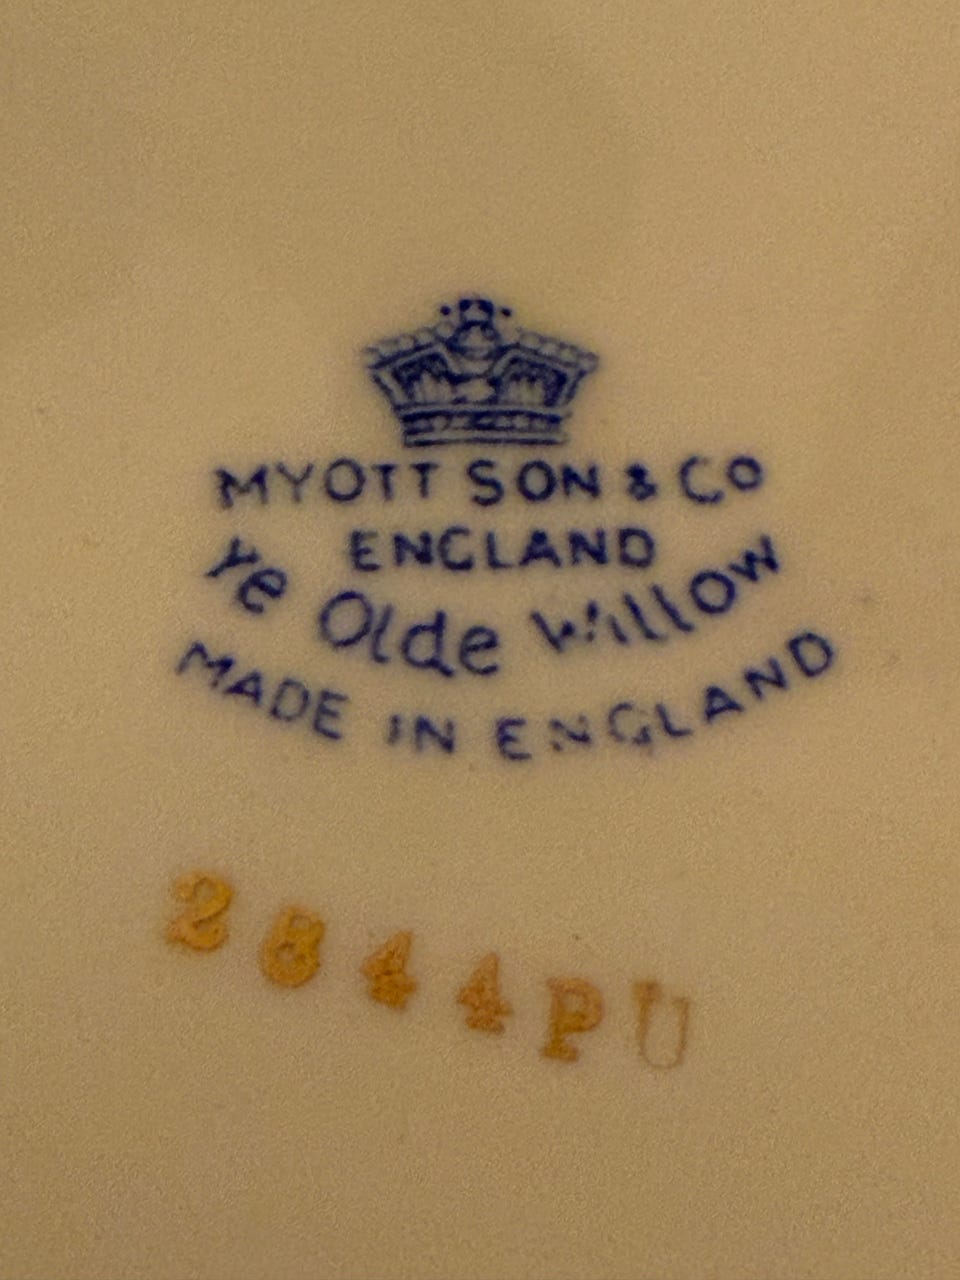 MYOTT SON & CO
ENGLAND
Ye Olde Willow
MADE IN ENGLAND
2844PU